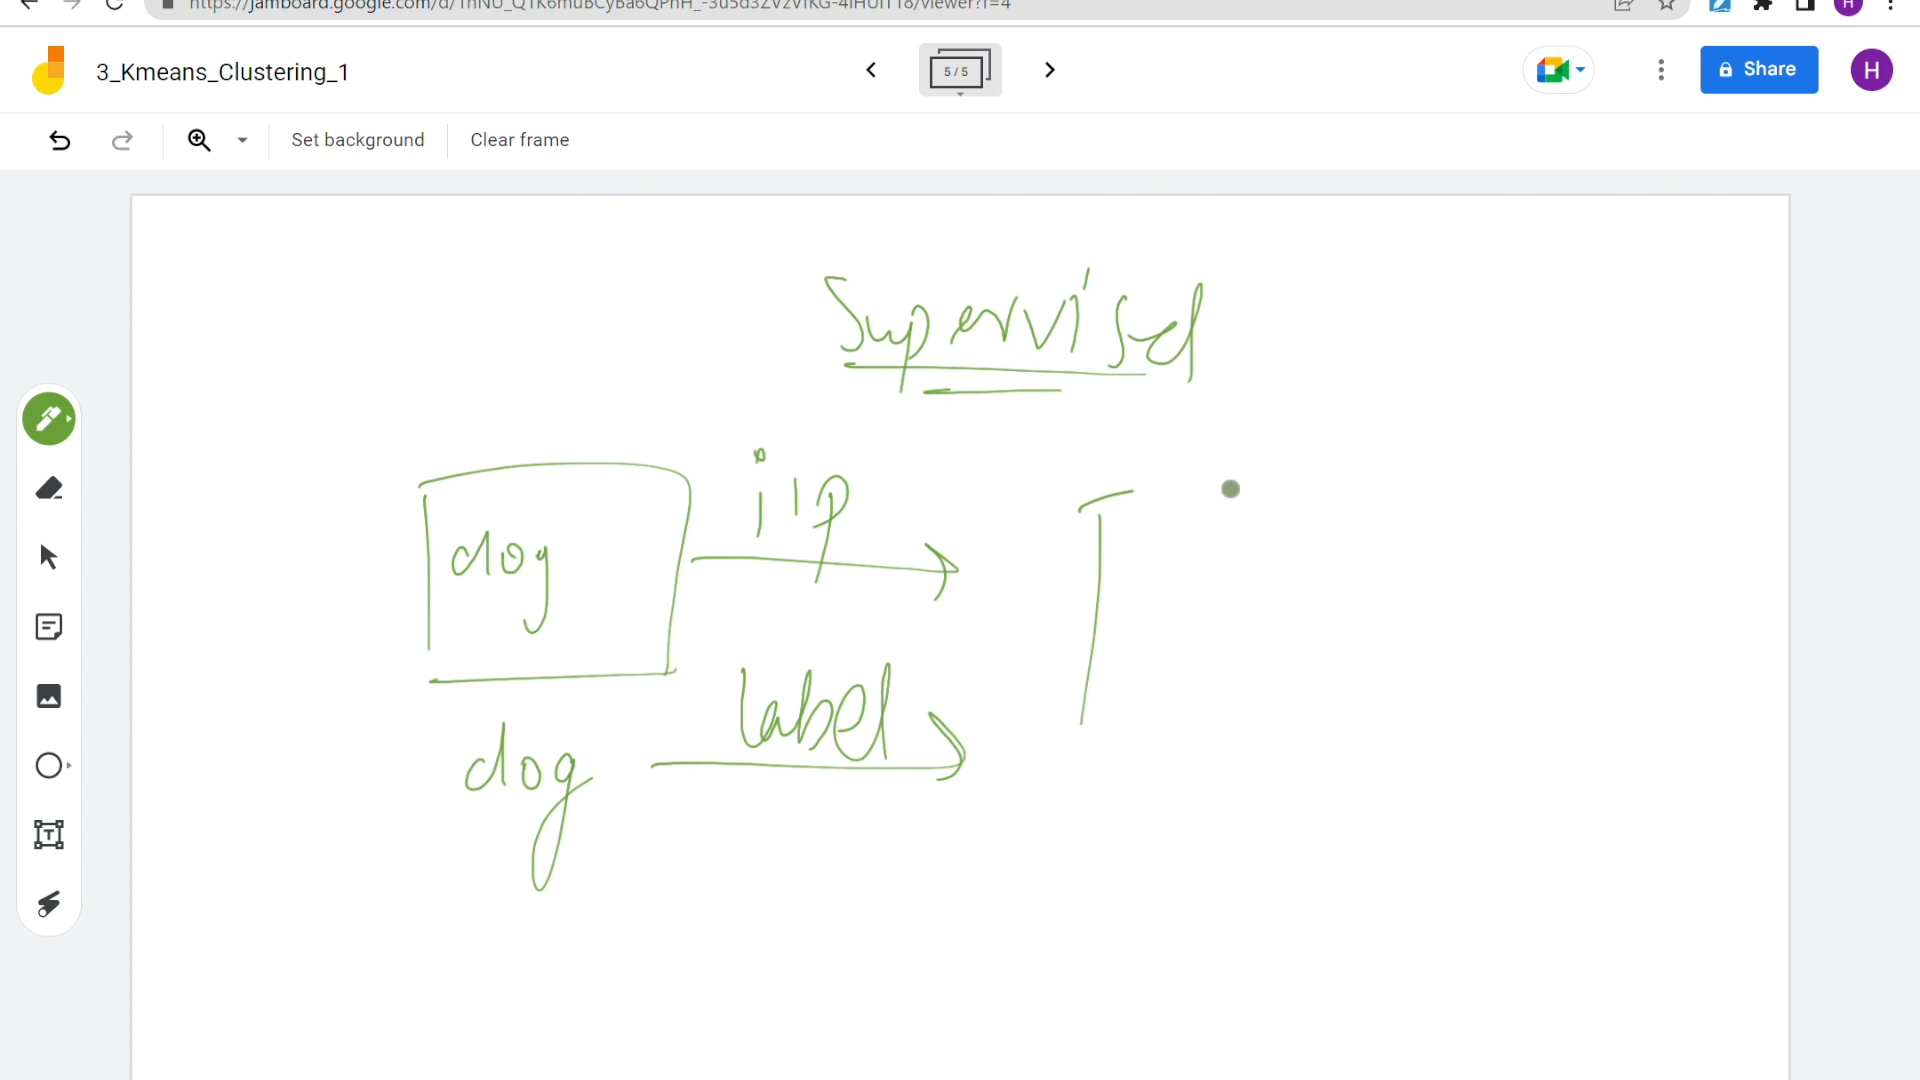 3_Kmeans_Clustering_1
5 / 5
Share
H
Set background
Clear frame
Supervised
i'p
dog
label
dog